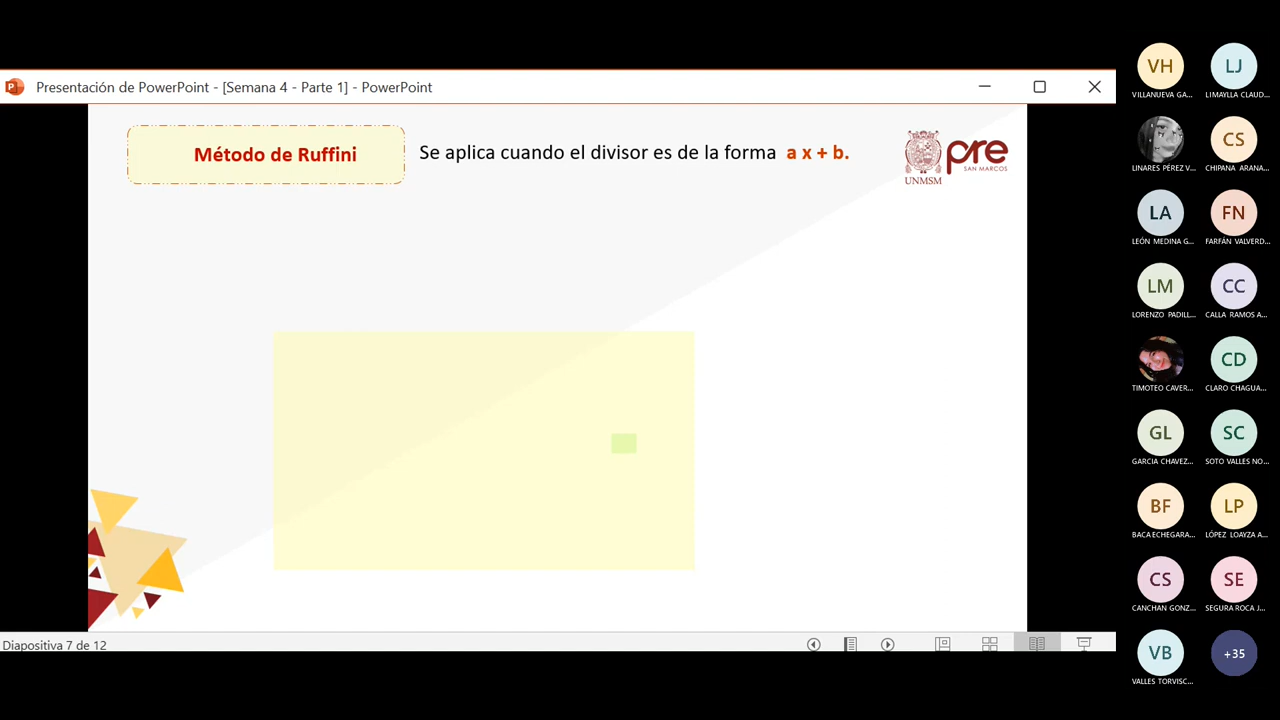 Presentación de PowerPoint - [Semana 4 - Parte 1] - PowerPoint
Método de Ruffini
Se aplica cuando el divisor es de la forma a x + b.
UNMSM
pre
SAN MARCOS
Diapositiva 7 de 12
VH
VILLANUEVA GA...
LJ
LIMAYLLA CLAUD...
LINARES PÉREZ V...
CS
CHIPANA ARANA...
LA
LEÓN MEDINA G...
FN
FARFÁN VALVERD...
LM
LORENZO PADILL...
CC
CALLA RAMOS A...
TIMOTEO CAVER...
CD
CLARO CHAGUA...
GL
GARCIA CHAVEZ...
SC
SOTO VALLES NO...
BF
BACA ECHEGARA...
LP
LÓPEZ LOAYZA A...
CS
CANCHAN GONZ...
SE
SEGURA ROCA J...
VB
VALLES TORVISC...
+35